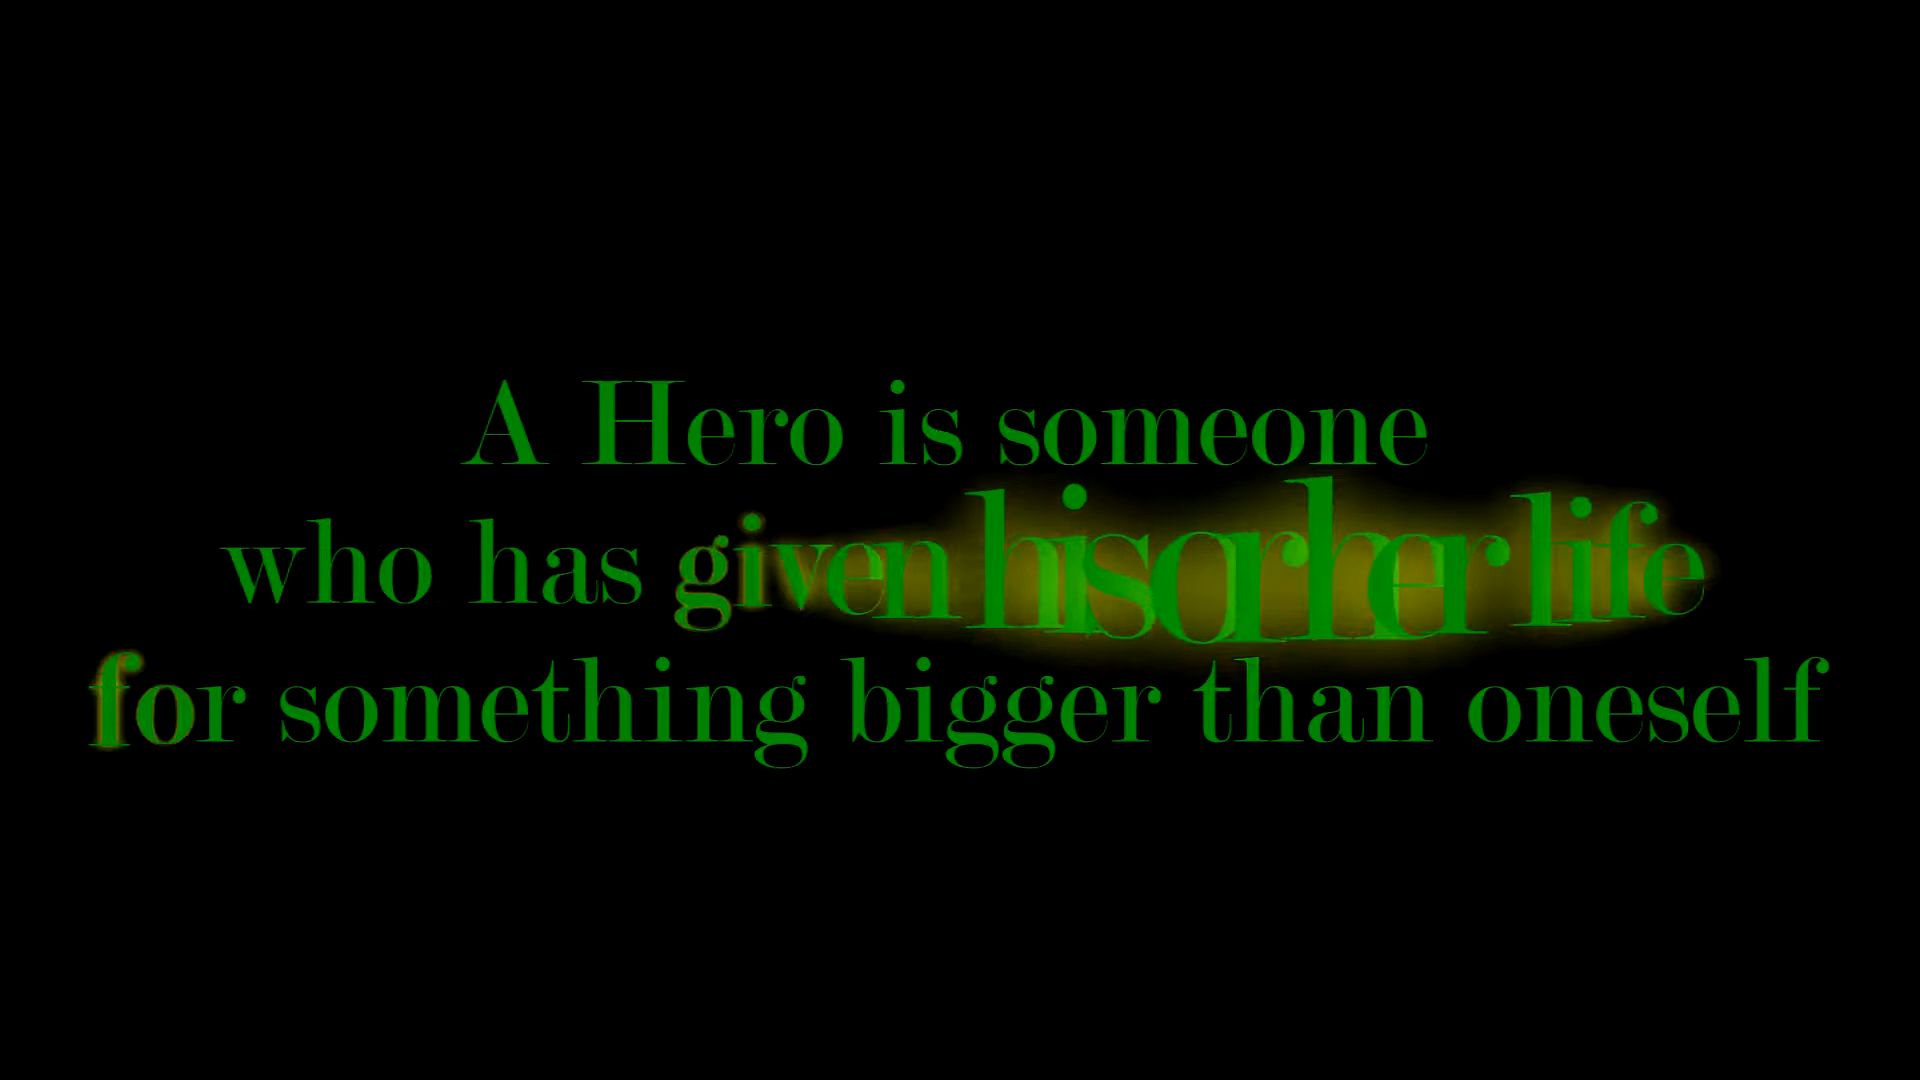 A Hero is someone
who has given his or her life
for something bigger than oneself